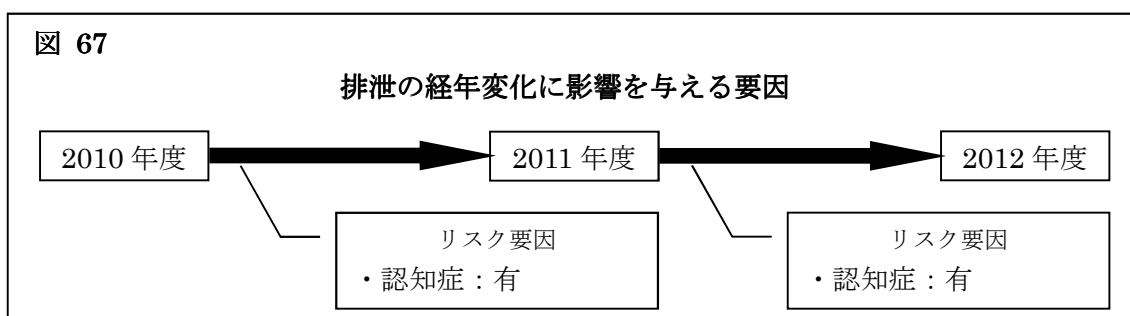 図 67
排泄の経年変化に影響を与える要因
2010 年度
2011 年度
2012 年度
リスク要因
・認知症：有
リスク要因
・認知症：有